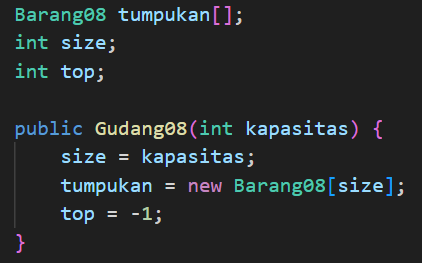 Barang08 tumpukan[];
int size;
int top;

public Gudang08(int kapasitas) {
    size = kapasitas;
    tumpukan = new Barang08[size];
    top = -1;
}